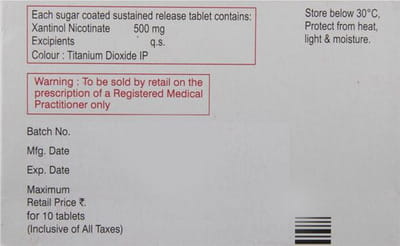 Each sugar coated sustained release tablet contains:
Xantinol Nicotinate 500 mg
Excipients q.s.
Colour : Titanium Dioxide IP
Store below 30°C,
Protect from heat,
light & moisture.
Warning : To be sold by retail on the
prescription of a Registered Medical
Practitioner only
Batch No.
Mfg. Date
Exp. Date
Maximum
Retail Price ₹.
for 10 tablets
(Inclusive of All Taxes)